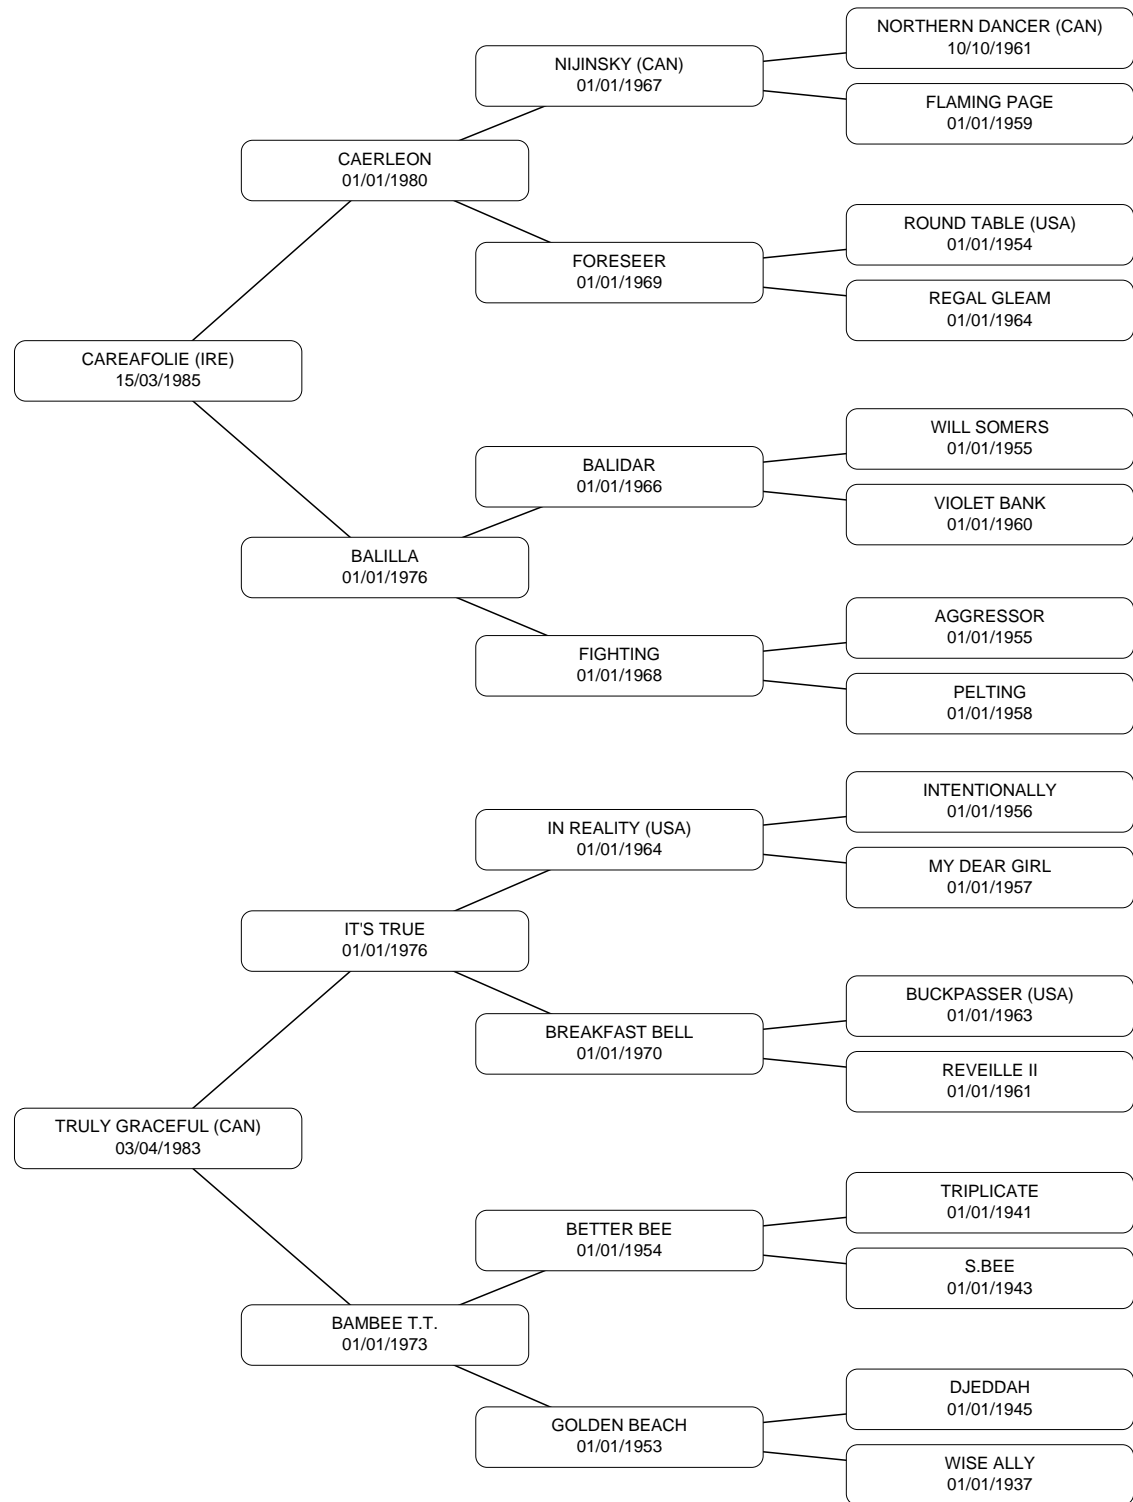 NORTHERN DANCER (CAN)
10/10/1961
NIJINSKY (CAN)
01/01/1967
FLAMING PAGE
01/01/1959
CAERLEON
01/01/1980
ROUND TABLE (USA)
01/01/1954
FORESEER
01/01/1969
REGAL GLEAM
01/01/1964
CAREAFOLIE (IRE)
15/03/1985
WILL SOMERS
01/01/1955
BALIDAR
01/01/1966
VIOLET BANK
01/01/1960
BALILLA
01/01/1976
AGGRESSOR
01/01/1955
FIGHTING
01/01/1968
PELTING
01/01/1958
INTENTIONALLY
01/01/1956
IN REALITY (USA)
01/01/1964
MY DEAR GIRL
01/01/1957
IT'S TRUE
01/01/1976
BUCKPASSER (USA)
01/01/1963
BREAKFAST BELL
01/01/1970
REVEILLE II
01/01/1961
TRULY GRACEFUL (CAN)
03/04/1983
TRIPLICATE
01/01/1941
BETTER BEE
01/01/1954
S.BEE
01/01/1943
BAMBEE T.T.
01/01/1973
DJEDDAH
01/01/1945
GOLDEN BEACH
01/01/1953
WISE ALLY
01/01/1937